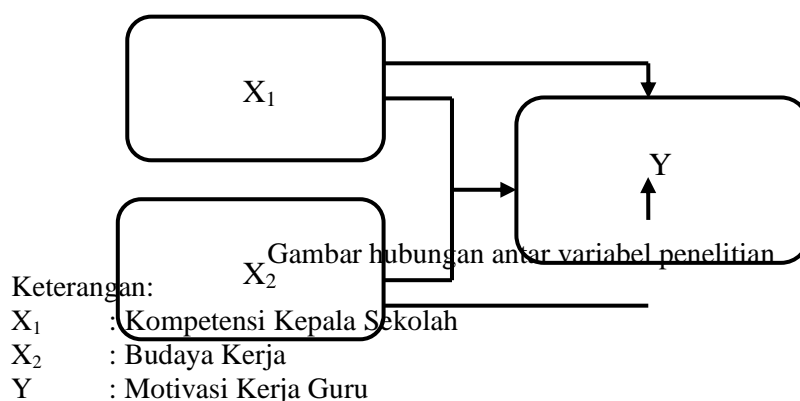 X₁
Y
X₂
Gambar hubungan antar variabel penelitian
Keterangan:
X₁ : Kompetensi Kepala Sekolah
X₂ : Budaya Kerja
Y : Motivasi Kerja Guru